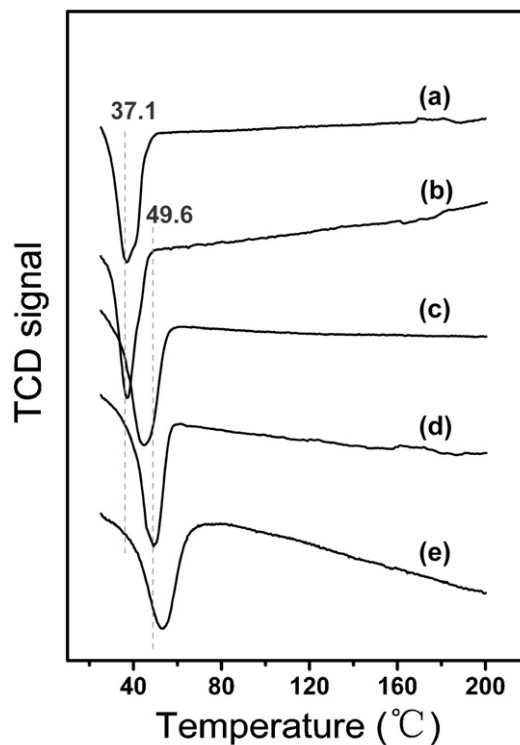 (a)
37.1
(b)
49.6
(c)
(d)
(e)
TCD signal
40 80 120 160 200
Temperature (℃)